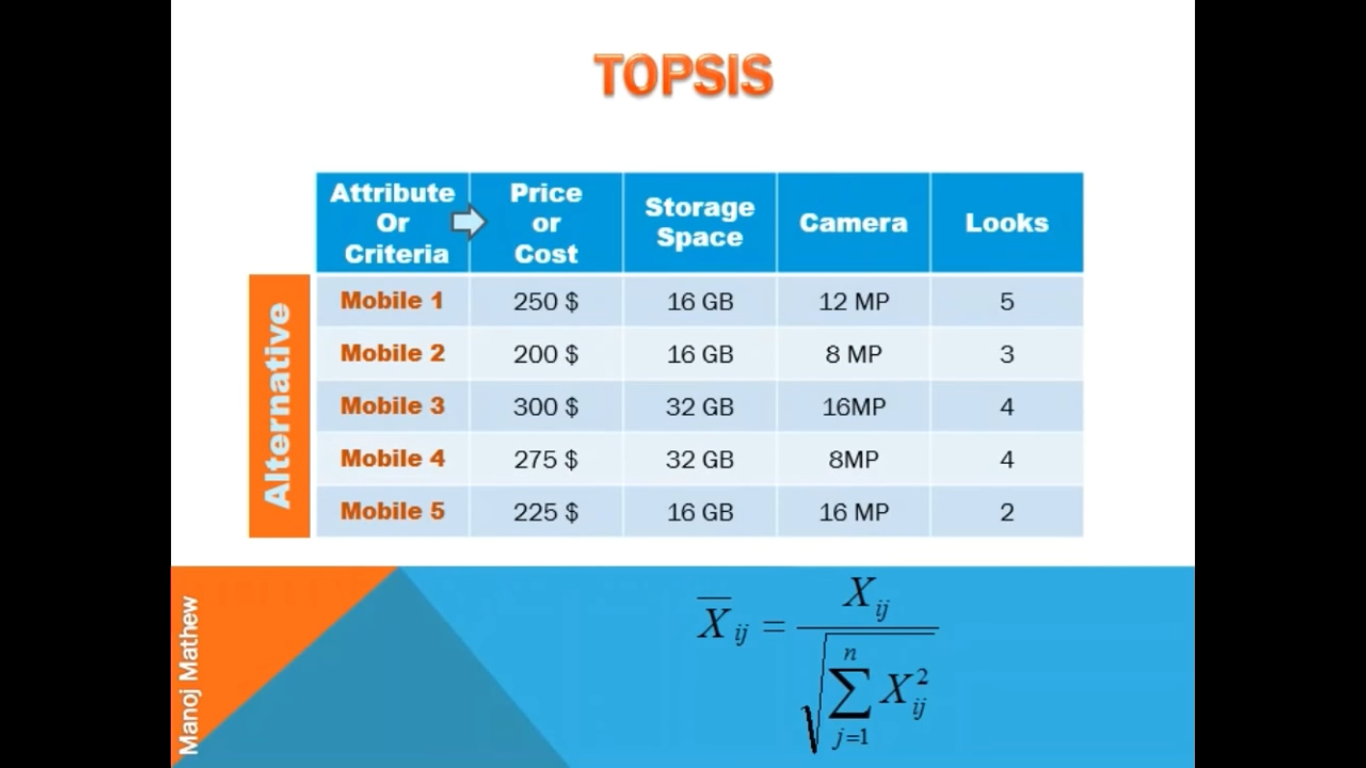 TOPSIS
Attribute Or Criteria Price or Cost Storage Space Camera Looks
Alternative
Mobile 1 250 $ 16 GB 12 MP 5
Mobile 2 200 $ 16 GB 8 MP 3
Mobile 3 300 $ 32 GB 16MP 4
Mobile 4 275 $ 32 GB 8MP 4
Mobile 5 225 $ 16 GB 16 MP 2
Manoj Mathew
X̅ij = Xij / √∑ⁿj=1 X²ij